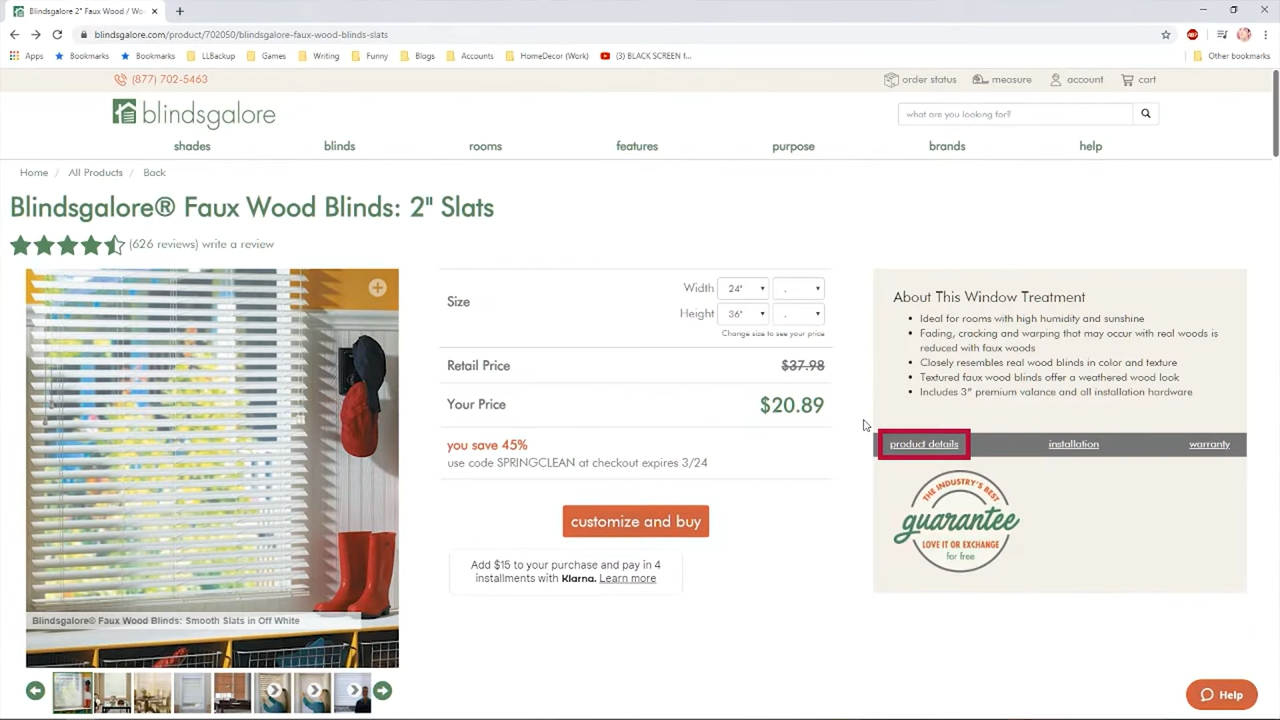 Blindsgalore 2" Faux Wood / Wo
blindsgalore.com/product/702050/blindsgalore-faux-wood-blinds-slats
Apps Bookmarks Bookmarks LLBackup Games Writing Funny Blogs Accounts HomeDecor (Work) (3) BLACK SCREEN f... Other bookmarks
(877) 702-5463 order status measure account cart
blindsgalore
what are you looking for?
shades blinds rooms features purpose brands help
Home / All Products / Back
Blindsgalore® Faux Wood Blinds: 2" Slats
(626 reviews) write a review
Blindsgalore® Faux Wood Blinds: Smooth Slats in Off White
Size
Width 24"
Height 36"
Change size to see your price
Retail Price $37.98
Your Price $20.89
you save 45%
use code SPRINGCLEAN at checkout expires 3/24
customize and buy
Add $15 to your purchase and pay in 4
installments with Klarna. Learn more
About This Window Treatment
• Ideal for rooms with high humidity and sunshine
• Fading, cracking and warping that may occur with real woods is
reduced with faux woods
• Closely resembles real wood blinds in color and texture
• Textured faux wood blinds offer a weathered wood look
• Includes 3" premium valance and all installation hardware
product details installation warranty
THE INDUSTRY'S BEST
guarantee
LOVE IT OR EXCHANGE
for free
Help